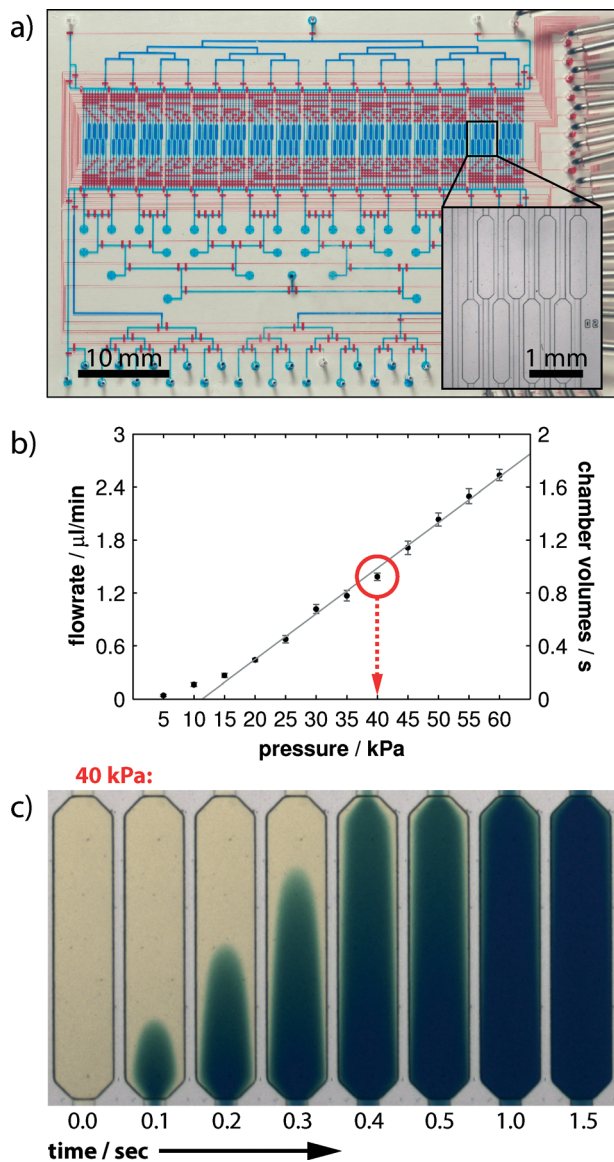 a)
10 mm
1 mm
b)
3
2.4
1.8
1.2
0.6
0
flowrate / µl/min
2
1.6
1.2
0.8
0.4
0
chamber volumes / s
5 10 15 20 25 30 35 40 45 50 55 60
pressure / kPa
40 kPa:
c)
0.0 0.1 0.2 0.3 0.4 0.5 1.0 1.5
time / sec